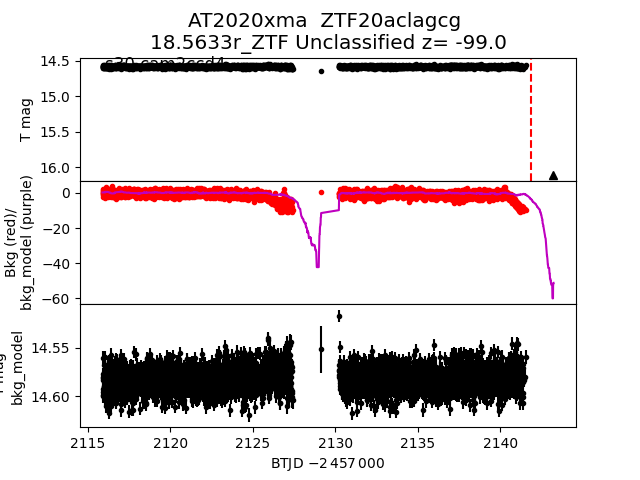 AT2020xma ZTF20aclagcg
18.5633r_ZTF Unclassified z= -99.0
s30 cam2ccd4
14.5
15.0
15.5
16.0
T mag
0
−20
−40
−60
Bkg (red)/
bkg_model (purple)
14.55
14.60
mag
bkg_model
2115
2120
2125
2130
2135
2140
BTJD −2 457 000